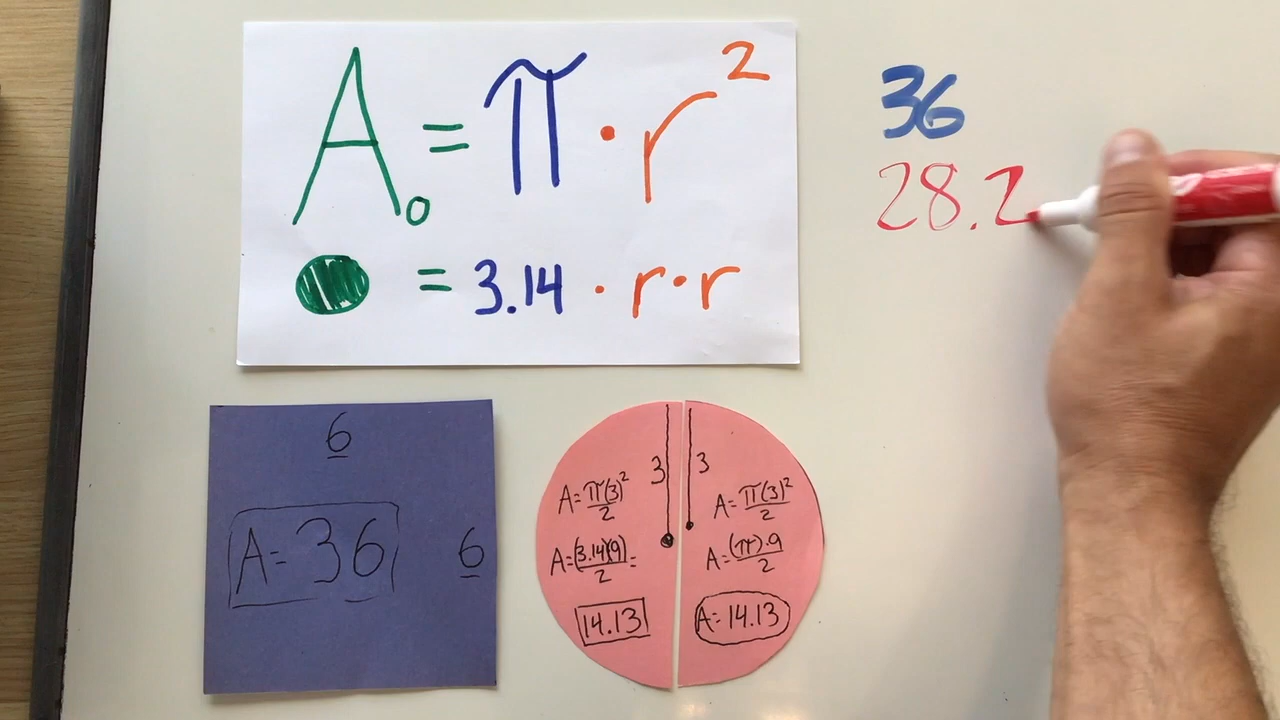 A₀ = π · r²
= 3.14 · r · r
36
28.2
6
A = 36
6
3
A = π(3)²/2
A = (3.14)(9)/2 =
14.13
3
A = π(3)²/2
A = (π) · 9/2
A = 14.13